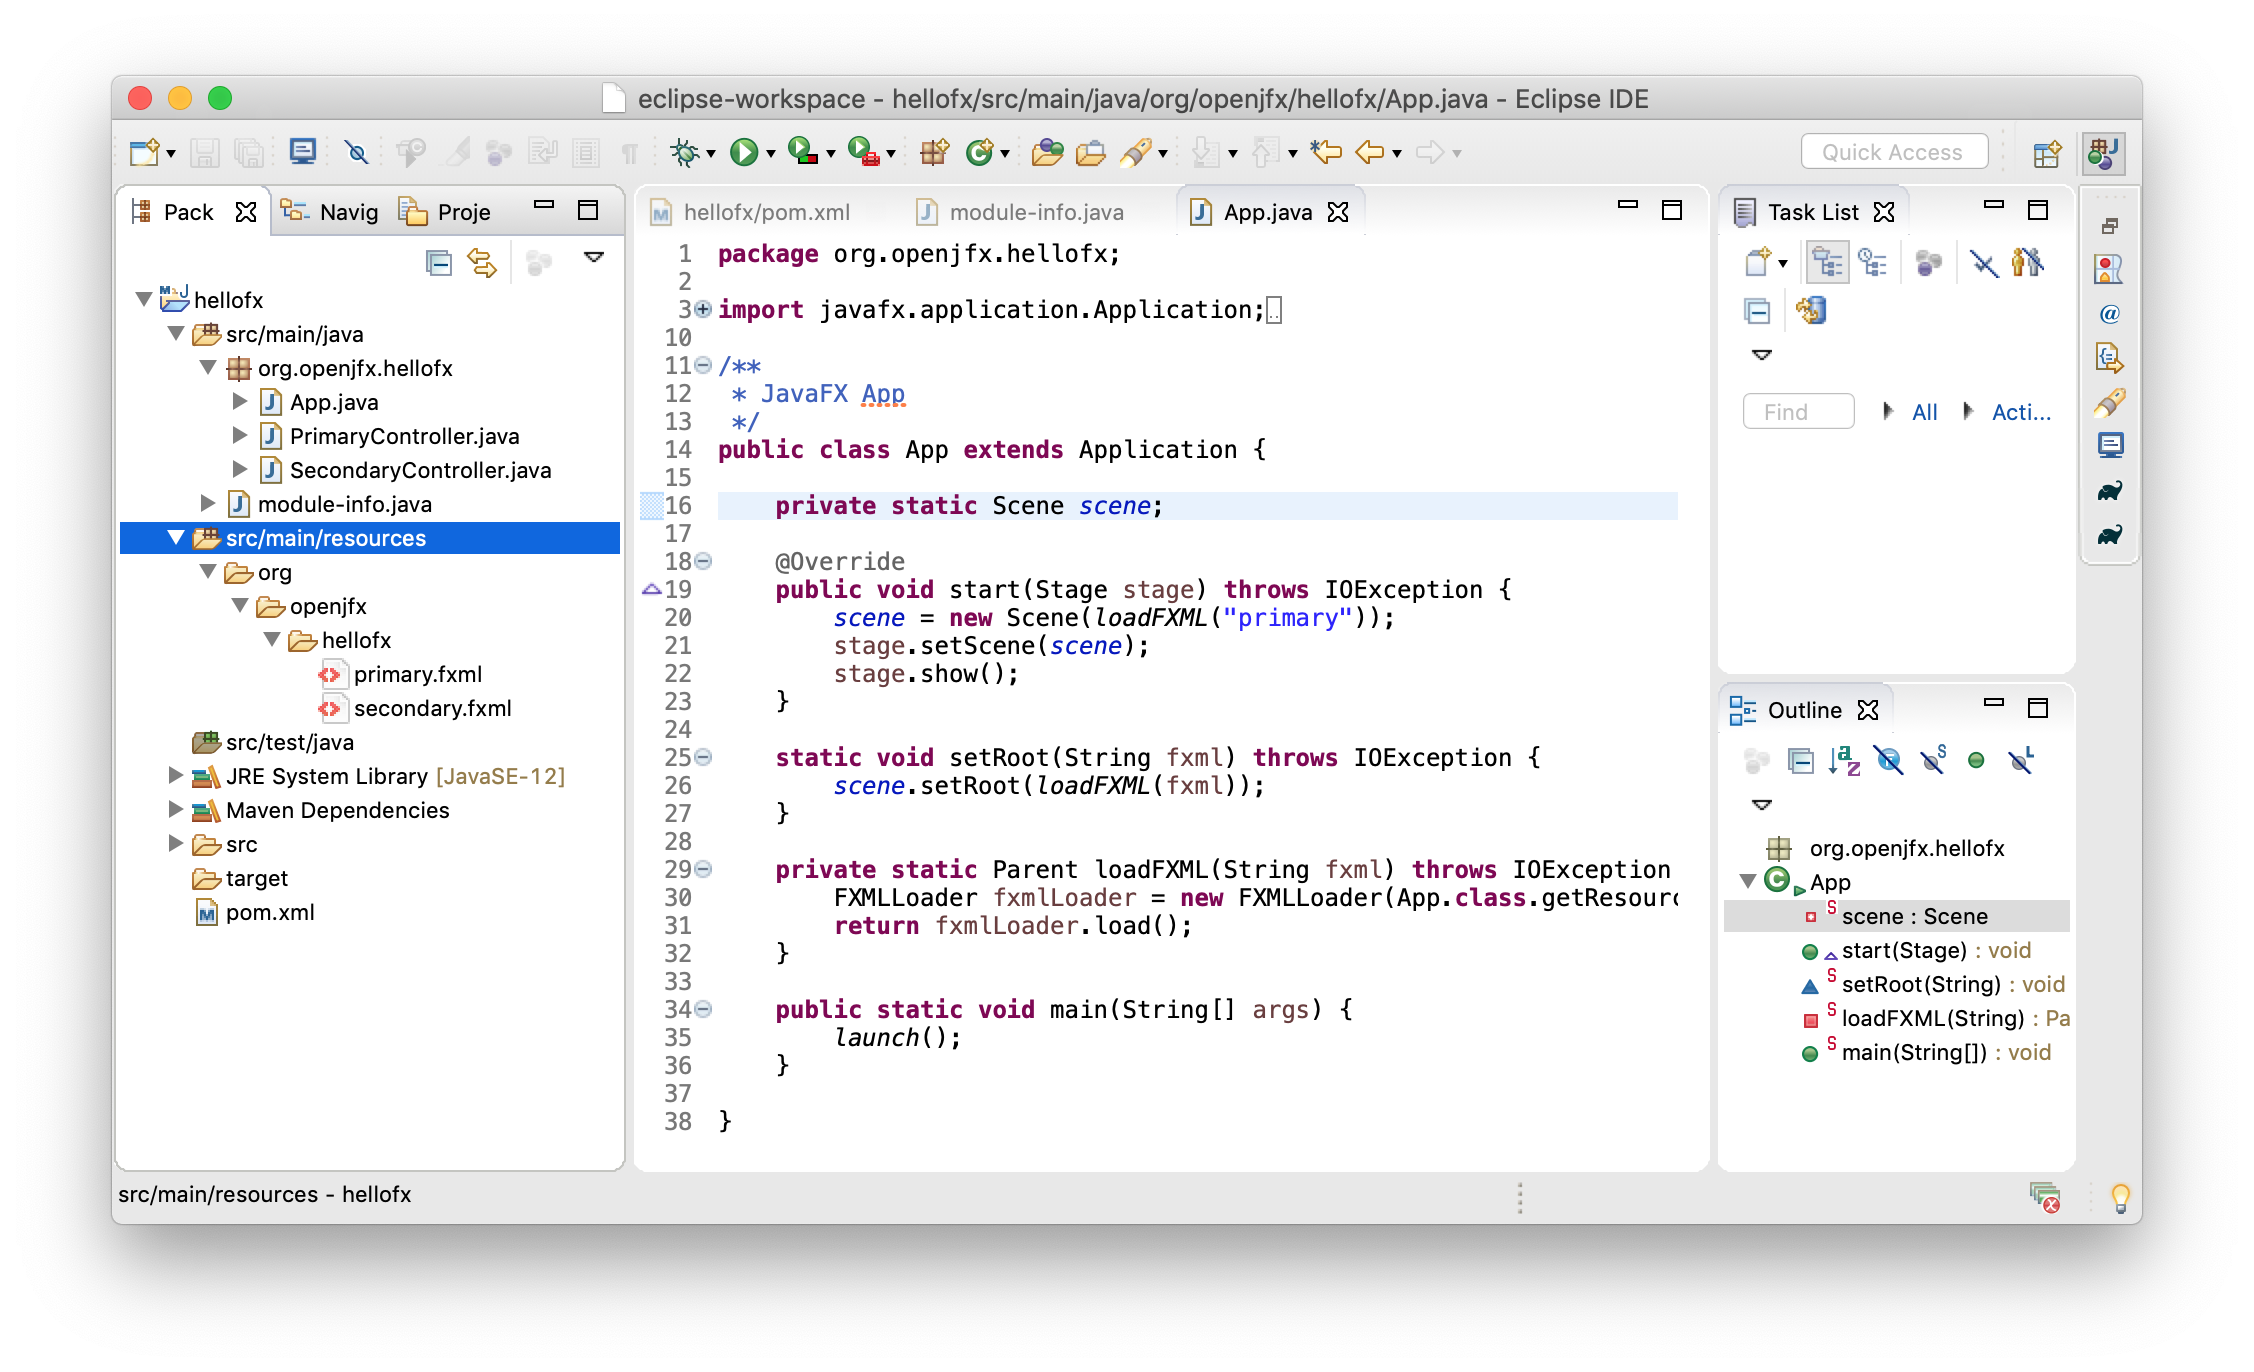 eclipse-workspace - hellofx/src/main/java/org/openjfx/hellofx/App.java - Eclipse IDE
Quick Access
Pack Navig Proje
hellofx
src/main/java
org.openjfx.hellofx
App.java
PrimaryController.java
SecondaryController.java
module-info.java
src/main/resources
org
openjfx
hellofx
primary.fxml
secondary.fxml
src/test/java
JRE System Library [JavaSE-12]
Maven Dependencies
src
target
pom.xml
hellofx/pom.xml module-info.java App.java
1 package org.openjfx.hellofx;
2
3 import javafx.application.Application;
10
11 /**
12  * JavaFX App
13  */
14 public class App extends Application {
15
16     private static Scene scene;
17
18     @Override
19     public void start(Stage stage) throws IOException {
20         scene = new Scene(loadFXML("primary"));
21         stage.setScene(scene);
22         stage.show();
23     }
24
25     static void setRoot(String fxml) throws IOException {
26         scene.setRoot(loadFXML(fxml));
27     }
28
29     private static Parent loadFXML(String fxml) throws IOException
30         FXMLLoader fxmlLoader = new FXMLLoader(App.class.getResourc
31         return fxmlLoader.load();
32     }
33
34     public static void main(String[] args) {
35         launch();
36     }
37
38 }
Task List
Find All Acti...
Outline
org.openjfx.hellofx
App
scene : Scene
start(Stage) : void
setRoot(String) : void
loadFXML(String) : Pa
main(String[]) : void
src/main/resources - hellofx